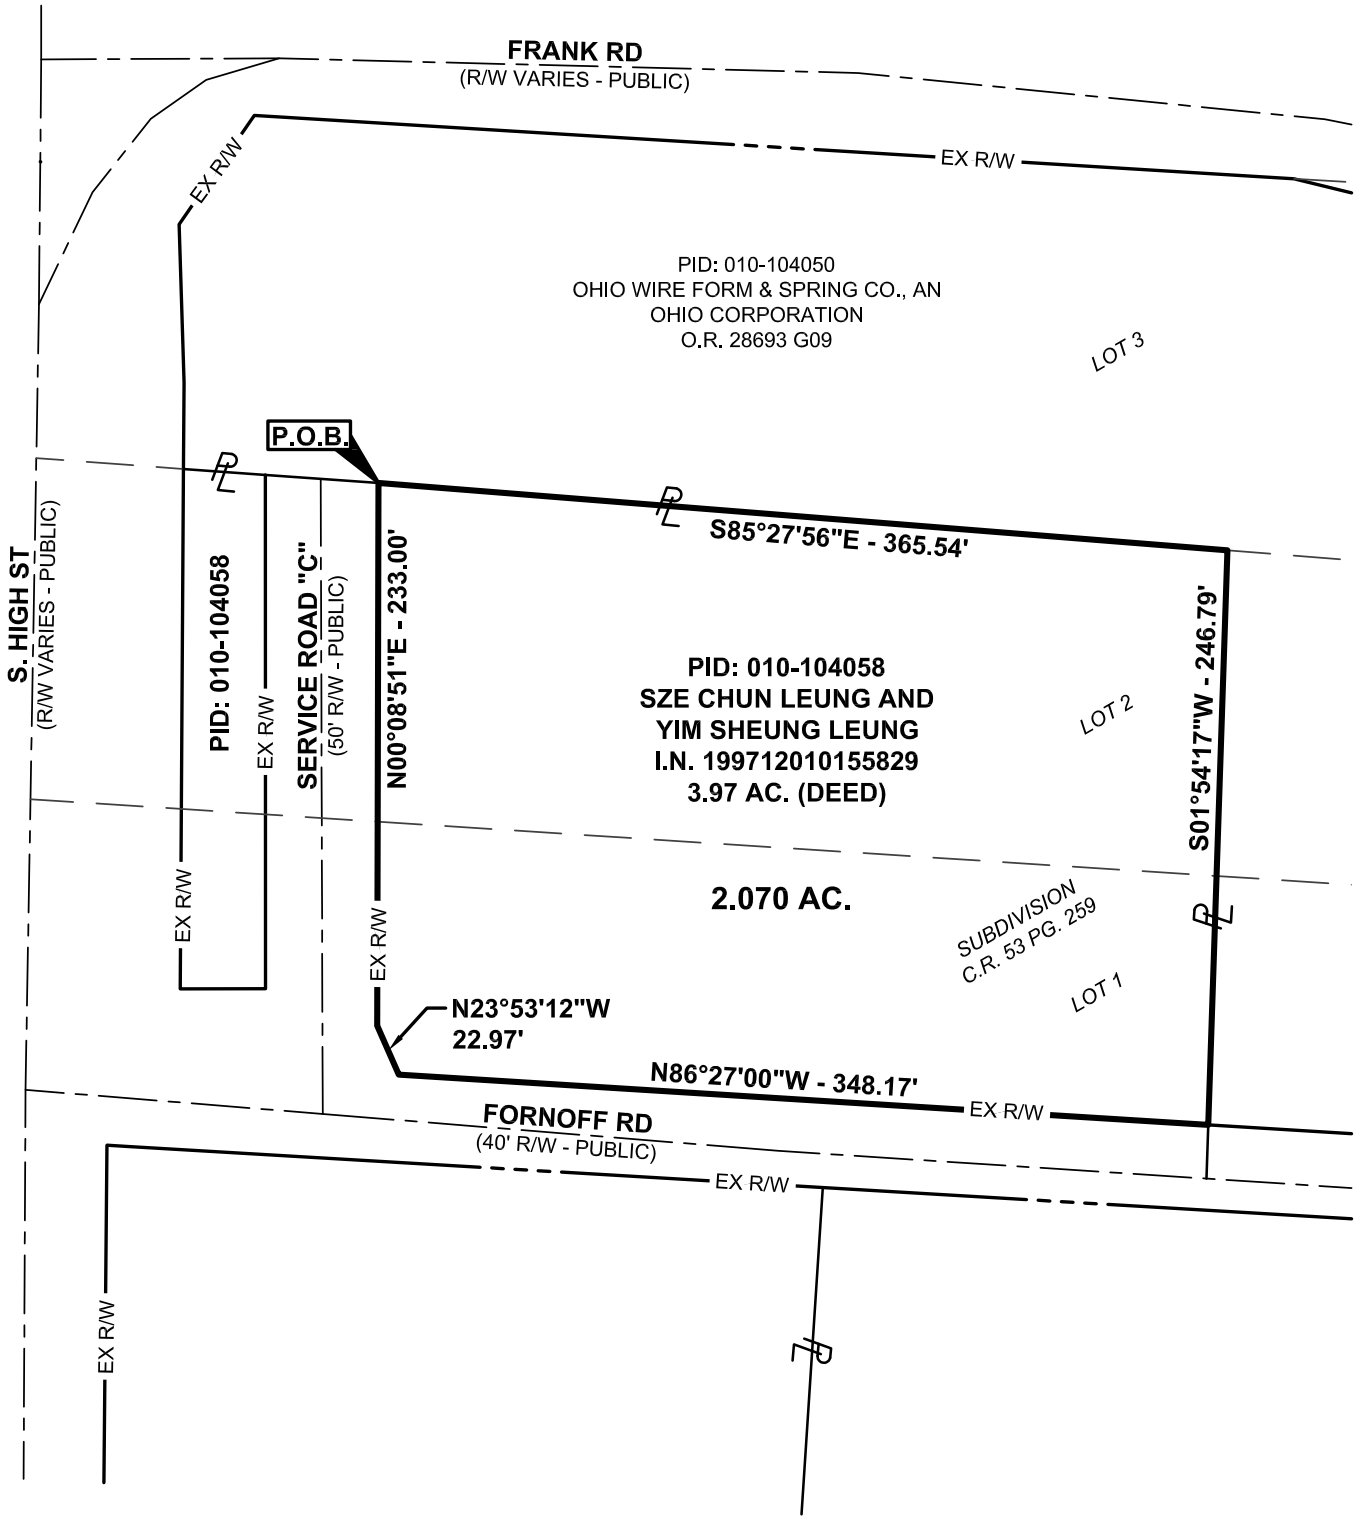 FRANK RD
(R/W VARIES - PUBLIC)
EX R/W
EX R/W
PID: 010-104050
OHIO WIRE FORM & SPRING CO., AN
OHIO CORPORATION
O.R. 28693 G09
LOT 3
P.O.B.
PL
PL
S85°27'56"E - 365.54'
S. HIGH ST
(R/W VARIES - PUBLIC)
PID: 010-104058
EX R/W
SERVICE ROAD "C"
(50' R/W - PUBLIC)
N00°08'51"E - 233.00'
PID: 010-104058
SZE CHUN LEUNG AND
YIM SHEUNG LEUNG
I.N. 199712010155829
3.97 AC. (DEED)
LOT 2
S01°54'17"W - 246.79'
2.070 AC.
SUBDIVISION
C.R. 53 PG. 259
LOT 1
PL
EX R/W
EX R/W
N23°53'12"W
22.97'
N86°27'00"W - 348.17'
EX R/W
FORNOFF RD
(40' R/W - PUBLIC)
EX R/W
EX R/W
PL